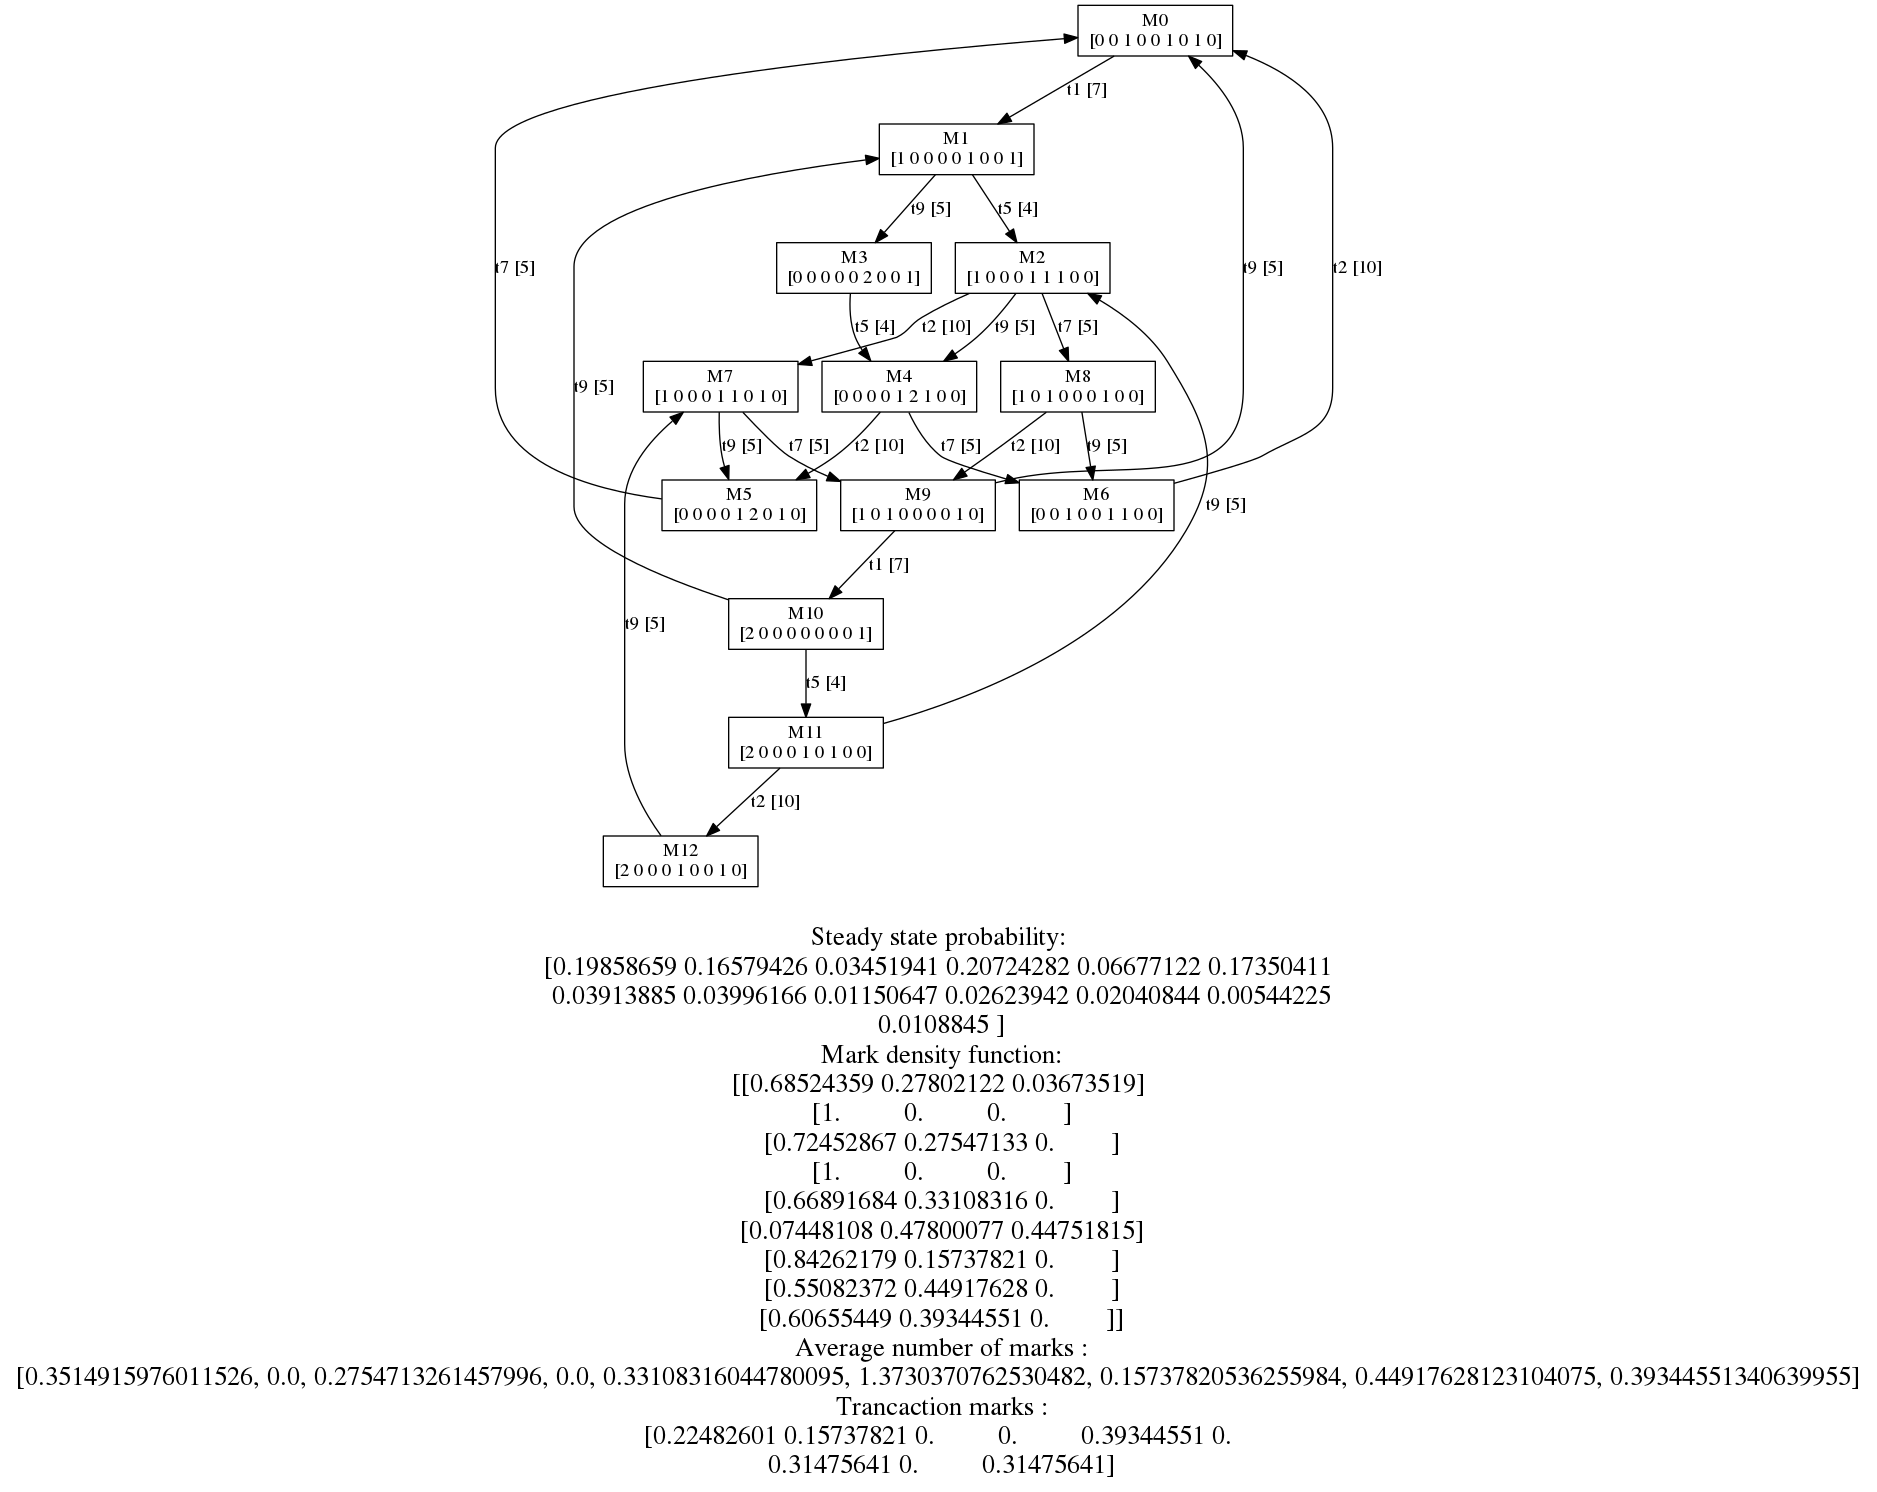 M0
[0 0 1 0 0 1 0 1 0]
t1 [7]
M1
[1 0 0 0 0 1 0 0 1]
t9 [5]
t5 [4]
M3
[0 0 0 0 0 2 0 0 1]
M2
[1 0 0 0 1 1 1 0 0]
t7 [5]
t9 [5]
t2 [10]
t5 [4]
t2 [10]
t9 [5]
t7 [5]
M7
[1 0 0 0 1 1 0 1 0]
M4
[0 0 0 0 1 2 1 0 0]
M8
[1 0 1 0 0 0 1 0 0]
t9 [5]
t9 [5]
t7 [5]
t2 [10]
t7 [5]
t2 [10]
t9 [5]
M5
[0 0 0 0 1 2 0 1 0]
M9
[1 0 1 0 0 0 0 1 0]
M6
[0 0 1 0 0 1 1 0 0]
t9 [5]
t1 [7]
M10
[2 0 0 0 0 0 0 0 1]
t9 [5]
t5 [4]
M11
[2 0 0 0 1 0 1 0 0]
t2 [10]
M12
[2 0 0 0 1 0 0 1 0]
Steady state probability:
[0.19858659 0.16579426 0.03451941 0.20724282 0.06677122 0.17350411
0.03913885 0.03996166 0.01150647 0.02623942 0.02040844 0.00544225
0.0108845 ]
Mark density function:
[[0.68524359 0.27802122 0.03673519]
[1. 0. 0. ]
[0.72452867 0.27547133 0. ]
[1. 0. 0. ]
[0.66891684 0.33108316 0. ]
[0.07448108 0.47800077 0.44751815]
[0.84262179 0.15737821 0. ]
[0.55082372 0.44917628 0. ]
[0.60655449 0.39344551 0. ]]
Average number of marks :
[0.3514915976011526, 0.0, 0.2754713261457996, 0.0, 0.33108316044780095, 1.3730370762530482, 0.15737820536255984, 0.44917628123104075, 0.39344551340639955]
Trancaction marks :
[0.22482601 0.15737821 0. 0. 0.39344551 0.
0.31475641 0. 0.31475641]